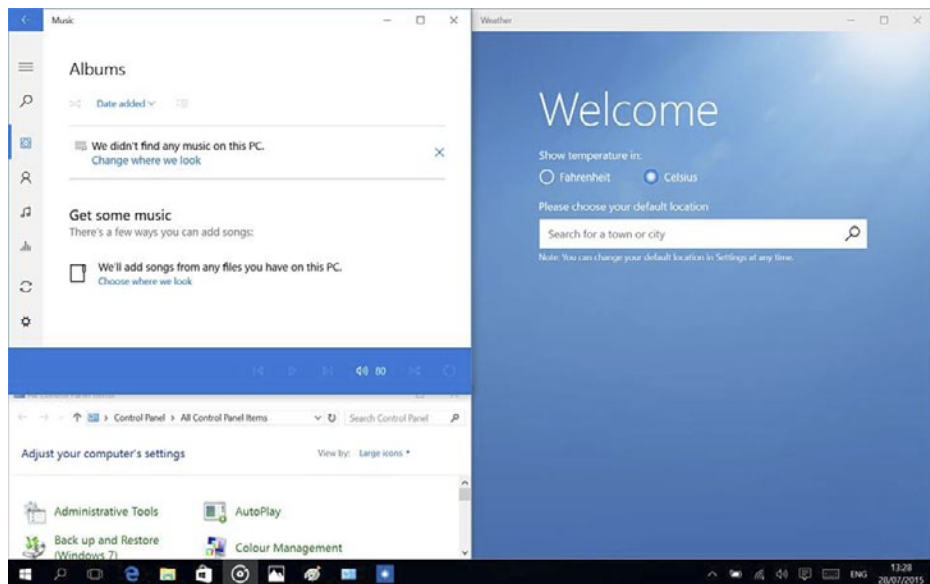 Music
Albums
Date added
We didn't find any music on this PC.
Change where we look
Get some music
There's a few ways you can add songs:
We'll add songs from any files you have on this PC.
Choose where we look
80
Control Panel > All Control Panel Items
Search Control Panel
Adjust your computer's settings
View by: Large icons
Administrative Tools
AutoPlay
Back up and Restore
(Windows 7)
Colour Management
Weather
Welcome
Show temperature in:
Fahrenheit
Celsius
Please choose your default location
Search for a town or city
Note: You can change your default location in Settings at any time.
ENG
13:28
28/07/2015